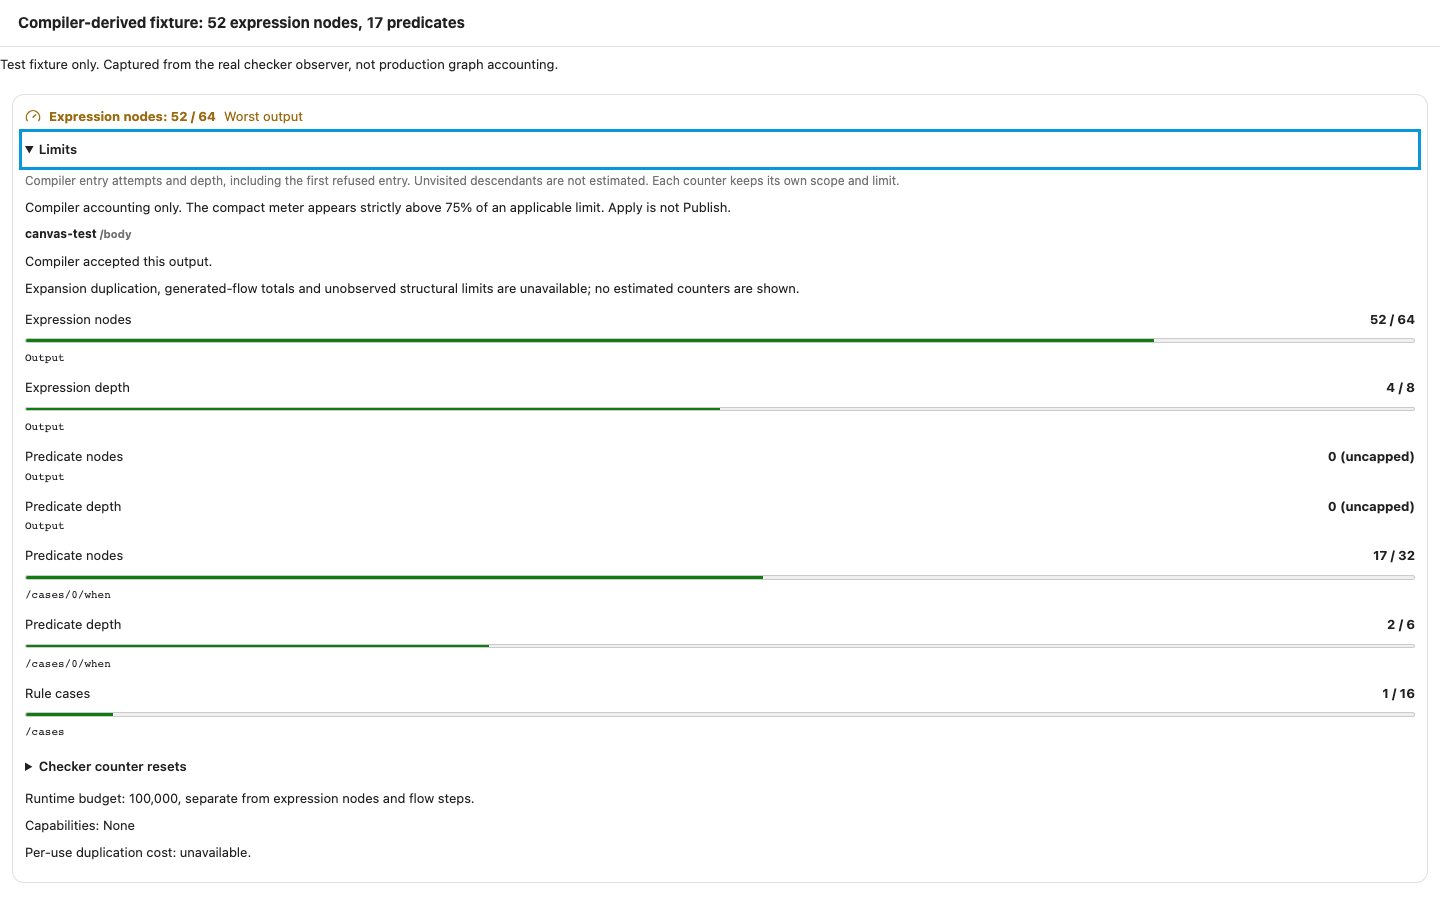 Compiler-derived fixture: 52 expression nodes, 17 predicates
Test fixture only. Captured from the real checker observer, not production graph accounting.
Expression nodes: 52 / 64 Worst output
Limits
Compiler entry attempts and depth, including the first refused entry. Unvisited descendants are not estimated. Each counter keeps its own scope and limit.
Compiler accounting only. The compact meter appears strictly above 75% of an applicable limit. Apply is not Publish.
canvas-test /body
Compiler accepted this output.
Expansion duplication, generated-flow totals and unobserved structural limits are unavailable; no estimated counters are shown.
Expression nodes 52 / 64
Output
Expression depth 4 / 8
Output
Predicate nodes 0 (uncapped)
Output
Predicate depth 0 (uncapped)
Output
Predicate nodes 17 / 32
/cases/0/when
Predicate depth 2 / 6
/cases/0/when
Rule cases 1 / 16
/cases
Checker counter resets
Runtime budget: 100,000, separate from expression nodes and flow steps.
Capabilities: None
Per-use duplication cost: unavailable.